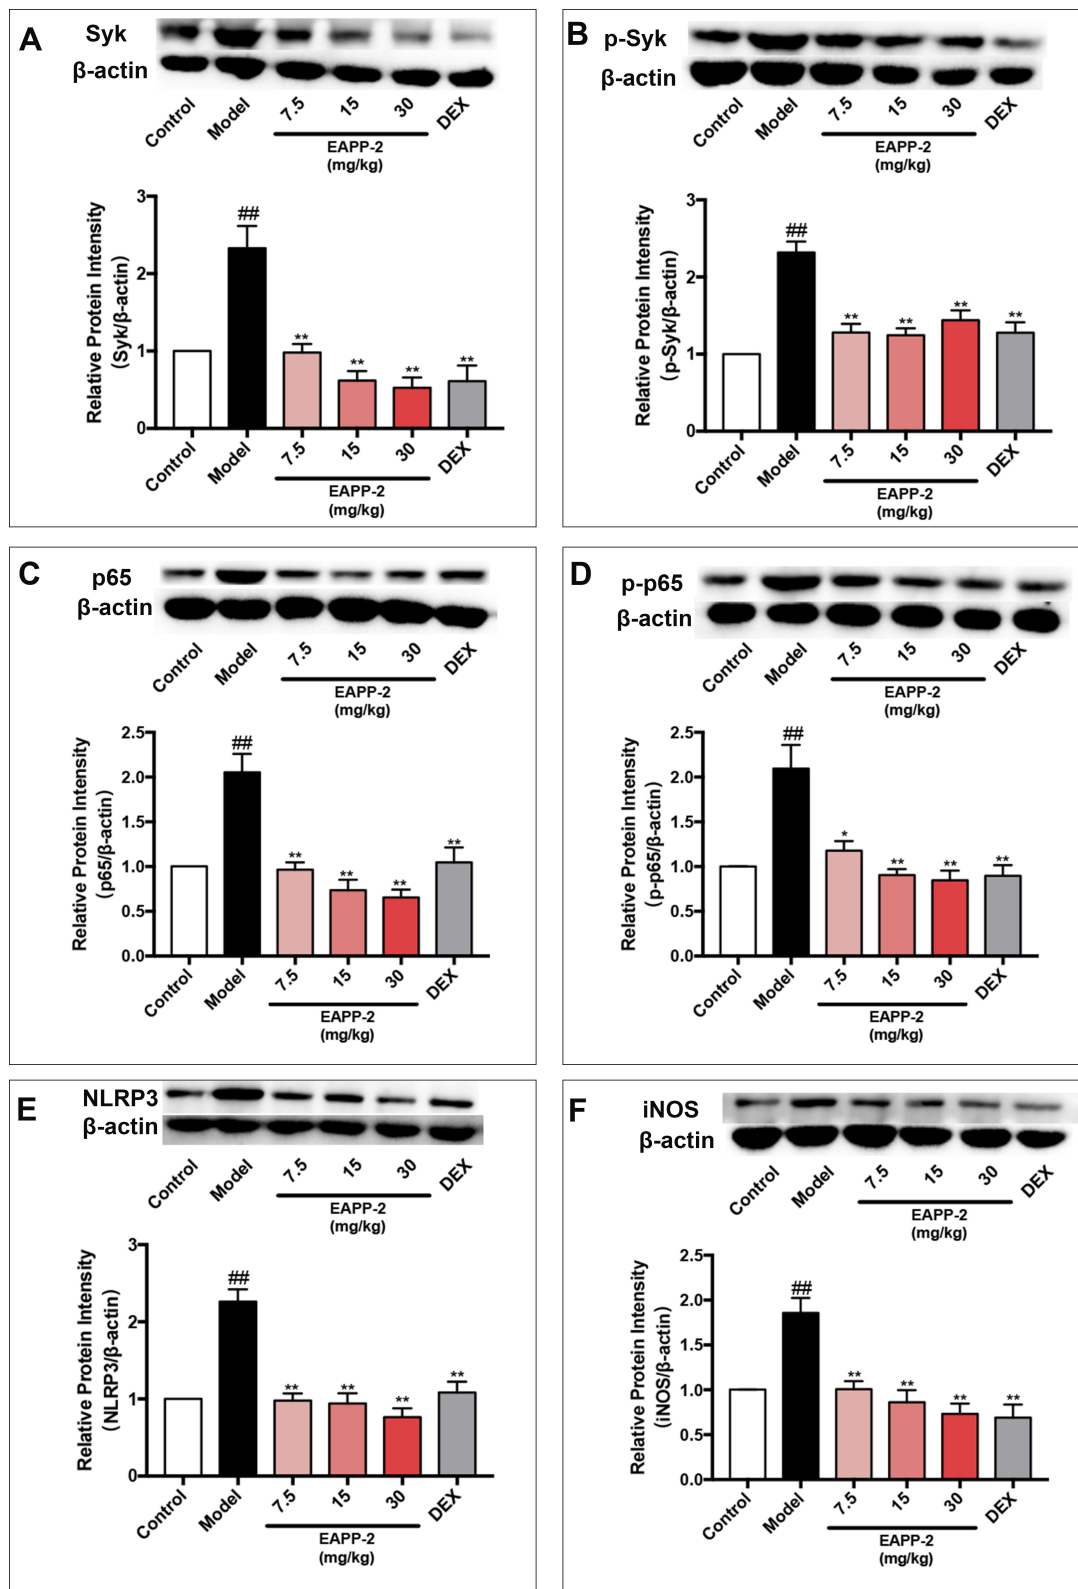 A
Syk
β-actin
Control
Model
7.5
15
30
DEX
EAPP-2
(mg/kg)
Relative Protein Intensity
(Syk/β-actin)
3
2
1
0
##
**
**
**
**
Control
Model
7.5
15
30
DEX
EAPP-2
(mg/kg)
B
p-Syk
β-actin
Control
Model
7.5
15
30
DEX
EAPP-2
(mg/kg)
Relative Protein Intensity
(p-Syk/β-actin)
3
2
1
0
##
**
**
**
**
Control
Model
7.5
15
30
DEX
EAPP-2
(mg/kg)
C
p65
β-actin
Control
Model
7.5
15
30
DEX
EAPP-2
(mg/kg)
Relative Protein Intensity
(p65/β-actin)
2.5
2.0
1.5
1.0
0.5
0.0
##
**
**
**
**
Control
Model
7.5
15
30
DEX
EAPP-2
(mg/kg)
D
p-p65
β-actin
Control
Model
7.5
15
30
DEX
EAPP-2
(mg/kg)
Relative Protein Intensity
(p-p65/β-actin)
2.5
2.0
1.5
1.0
0.5
0.0
##
*
**
**
**
Control
Model
7.5
15
30
DEX
EAPP-2
(mg/kg)
E
NLRP3
β-actin
Control
Model
7.5
15
30
DEX
EAPP-2
(mg/kg)
Relative Protein Intensity
(NLRP3/β-actin)
3
2
1
0
##
**
**
**
**
Control
Model
7.5
15
30
DEX
EAPP-2
(mg/kg)
F
iNOS
β-actin
Control
Model
7.5
15
30
DEX
EAPP-2
(mg/kg)
Relative Protein Intensity
(iNOS/β-actin)
2.5
2.0
1.5
1.0
0.5
0.0
##
**
**
**
**
Control
Model
7.5
15
30
DEX
EAPP-2
(mg/kg)